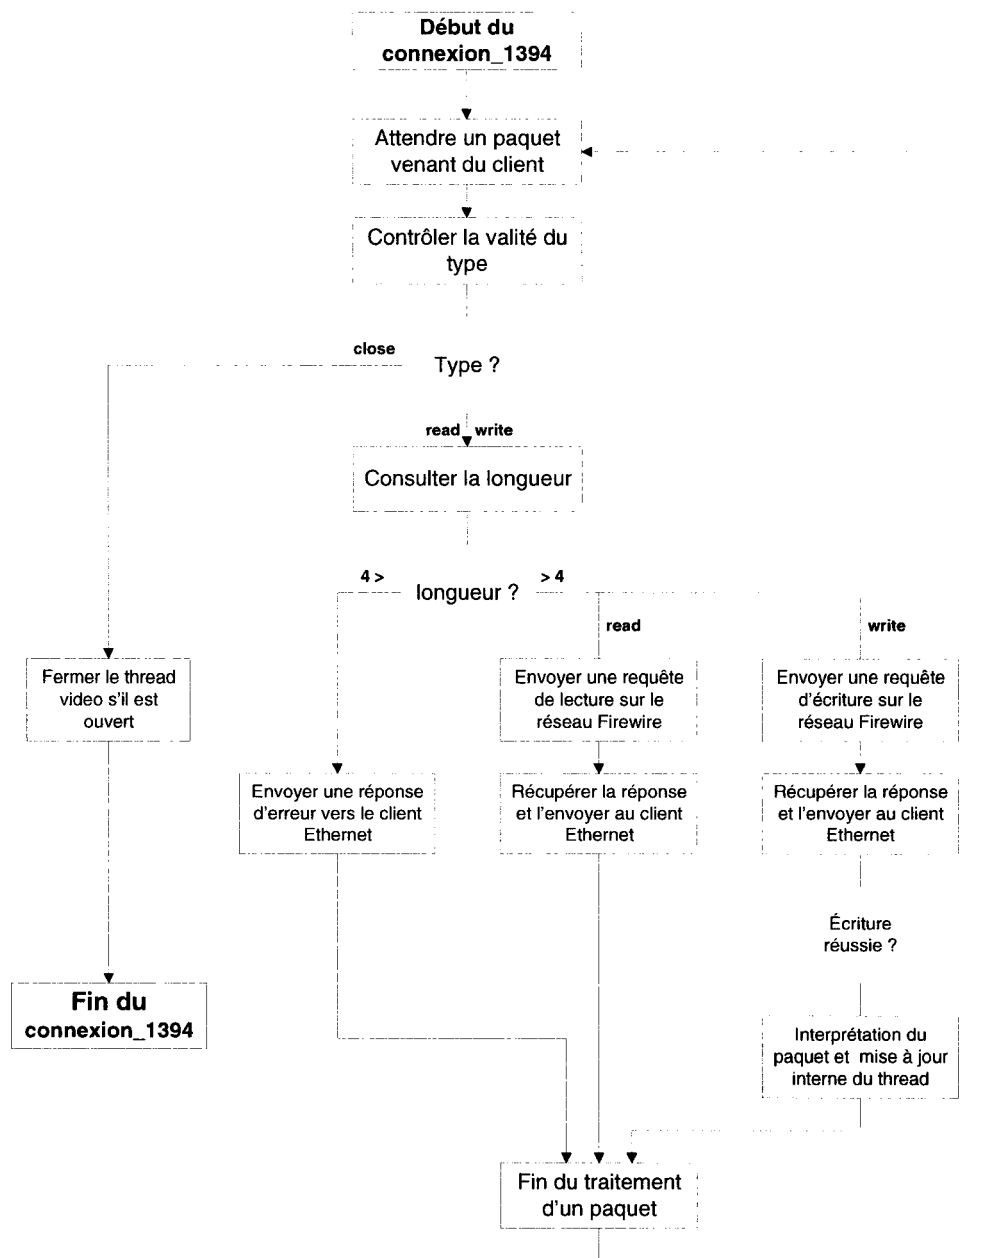 Début du
connexion_1394
Attendre un paquet
venant du client
Contrôler la valité du
type
close
Type ?
read write
Consulter la longueur
4 >
longueur ?
> 4
read
write
Fermer le thread
video s'il est
ouvert
Envoyer une requête
de lecture sur le
réseau Firewire
Envoyer une requête
d'écriture sur le
réseau Firewire
Envoyer une réponse
d'erreur vers le client
Ethernet
Récupérer la réponse
et l'envoyer au client
Ethernet
Récupérer la réponse
et l'envoyer au client
Ethernet
Écriture
réussie ?
Fin du
connexion_1394
Interprétation du
paquet et mise à jour
interne du thread
Fin du traitement
d'un paquet